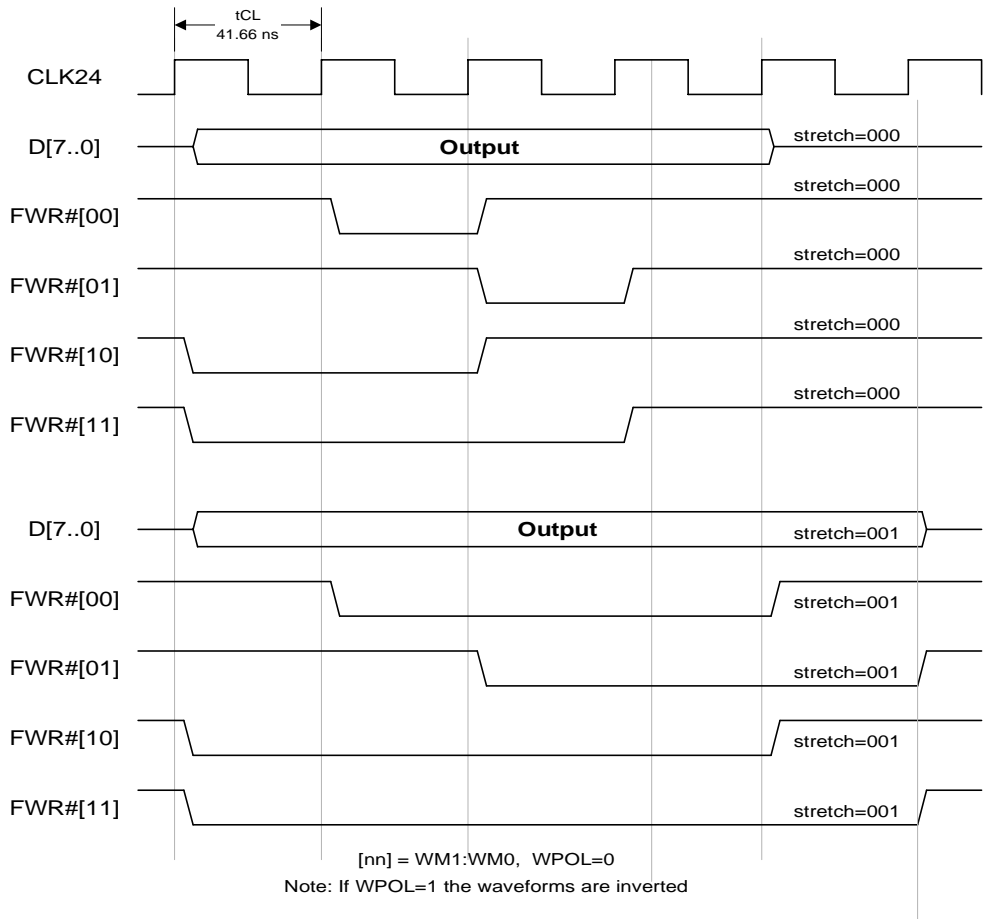 tCL
41.66 ns
CLK24
D[7..0]
Output
stretch=000
FWR#[00]
stretch=000
FWR#[01]
stretch=000
FWR#[10]
stretch=000
FWR#[11]
stretch=000
D[7..0]
Output
stretch=001
FWR#[00]
stretch=001
FWR#[01]
stretch=001
FWR#[10]
stretch=001
FWR#[11]
stretch=001
[nn] = WM1:WM0, WPOL=0
Note: If WPOL=1 the waveforms are inverted